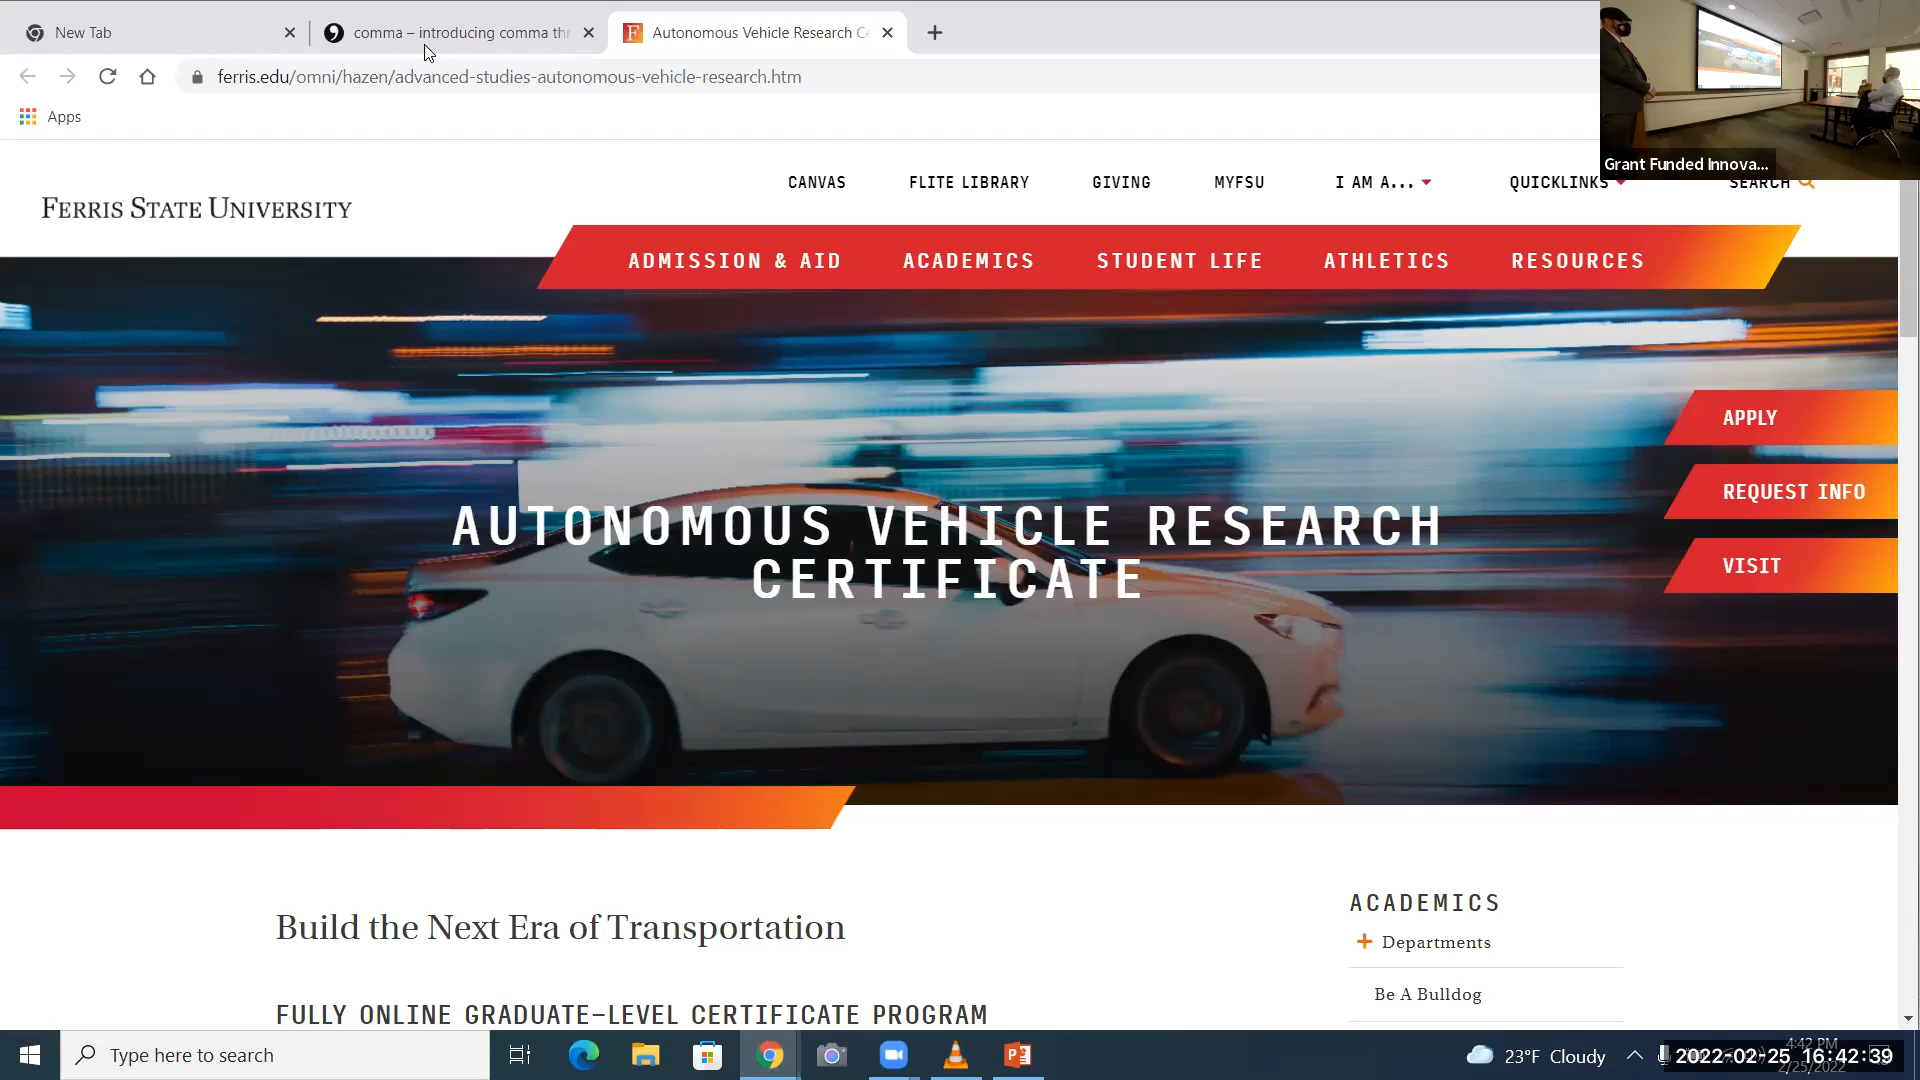 New Tab
comma – introducing comma thr
Autonomous Vehicle Research Ce
ferris.edu/omni/hazen/advanced-studies-autonomous-vehicle-research.htm
Apps
Grant Funded Innova...
CANVAS FLITE LIBRARY GIVING MYFSU I AM A... QUICKLINKS SEARCH
FERRIS STATE UNIVERSITY
ADMISSION & AID ACADEMICS STUDENT LIFE ATHLETICS RESOURCES
APPLY
REQUEST INFO
VISIT
AUTONOMOUS VEHICLE RESEARCH
CERTIFICATE
Build the Next Era of Transportation
FULLY ONLINE GRADUATE-LEVEL CERTIFICATE PROGRAM
ACADEMICS
+ Departments
Be A Bulldog
Type here to search
23°F Cloudy
4:42 PM
2022-02-25 16:42:39
2/25/2022